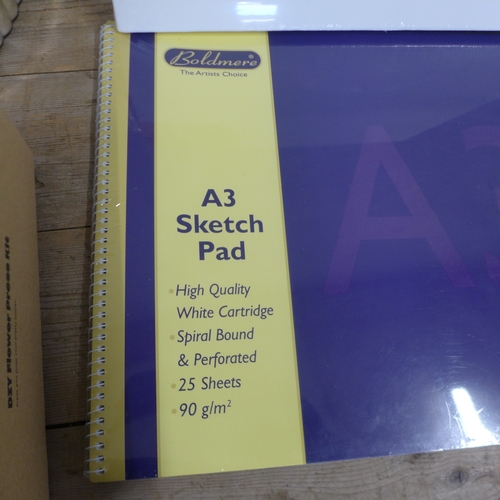 Boldmere®
The Artists Choice
A3
Sketch
Pad
High Quality
White Cartridge
Spiral Bound
& Perforated
25 Sheets
90 g/m²
A3
DIY Flower Press Kit